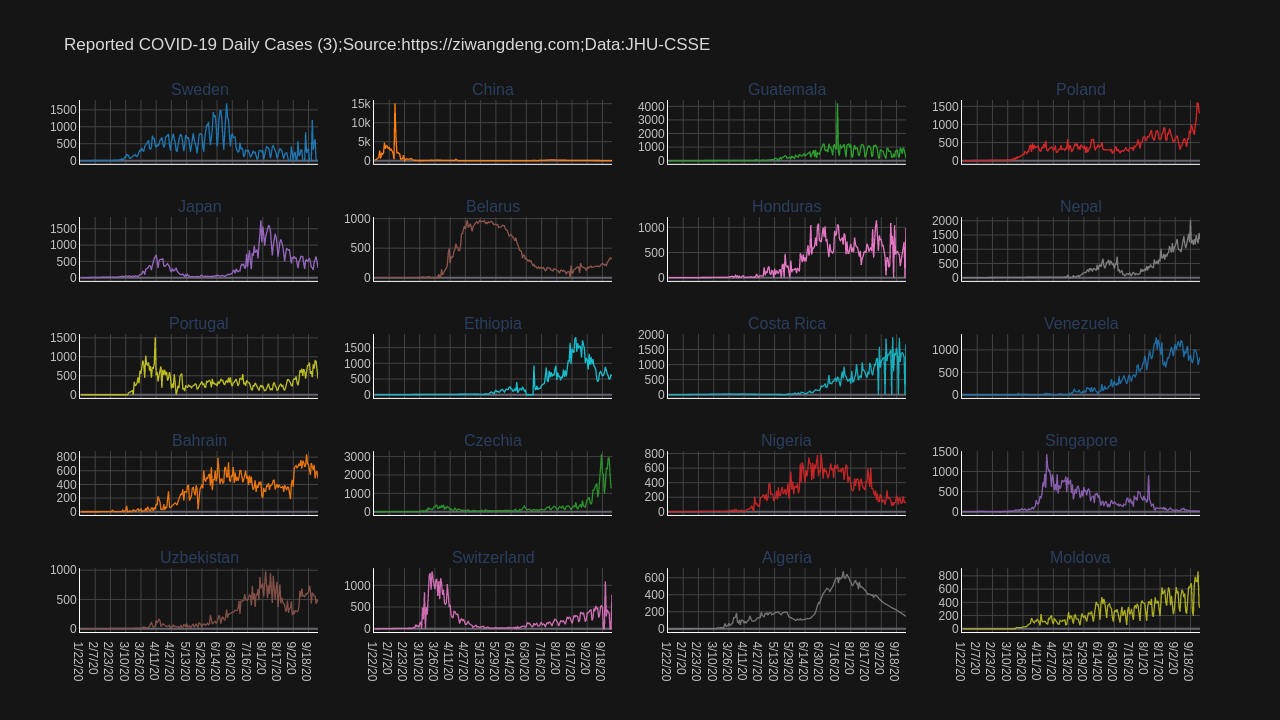 Reported COVID-19 Daily Cases (3);Source:https://ziwangdeng.com;Data:JHU-CSSE
Sweden
1500
1000
500
0
China
15k
10k
5k
0
Guatemala
4000
3000
2000
1000
0
Poland
1500
1000
500
0
Japan
1500
1000
500
0
Belarus
1000
500
0
Honduras
1000
500
0
Nepal
2000
1500
1000
500
0
Portugal
1500
1000
500
0
Ethiopia
1500
1000
500
0
Costa Rica
2000
1500
1000
500
0
Venezuela
1000
500
0
Bahrain
800
600
400
200
0
Czechia
3000
2000
1000
0
Nigeria
800
600
400
200
0
Singapore
1500
1000
500
0
Uzbekistan
1000
500
0
Switzerland
1000
500
0
Algeria
600
400
200
0
Moldova
800
600
400
200
0
1/22/20 2/7/20 2/23/20 3/10/20 3/26/20 4/11/20 4/27/20 5/13/20 5/29/20 6/14/20 6/30/20 7/16/20 8/1/20 8/17/20 9/2/20 9/18/20
1/22/20 2/7/20 2/23/20 3/10/20 3/26/20 4/11/20 4/27/20 5/13/20 5/29/20 6/14/20 6/30/20 7/16/20 8/1/20 8/17/20 9/2/20 9/18/20
1/22/20 2/7/20 2/23/20 3/10/20 3/26/20 4/11/20 4/27/20 5/13/20 5/29/20 6/14/20 6/30/20 7/16/20 8/1/20 8/17/20 9/2/20 9/18/20
1/22/20 2/7/20 2/23/20 3/10/20 3/26/20 4/11/20 4/27/20 5/13/20 5/29/20 6/14/20 6/30/20 7/16/20 8/1/20 8/17/20 9/2/20 9/18/20